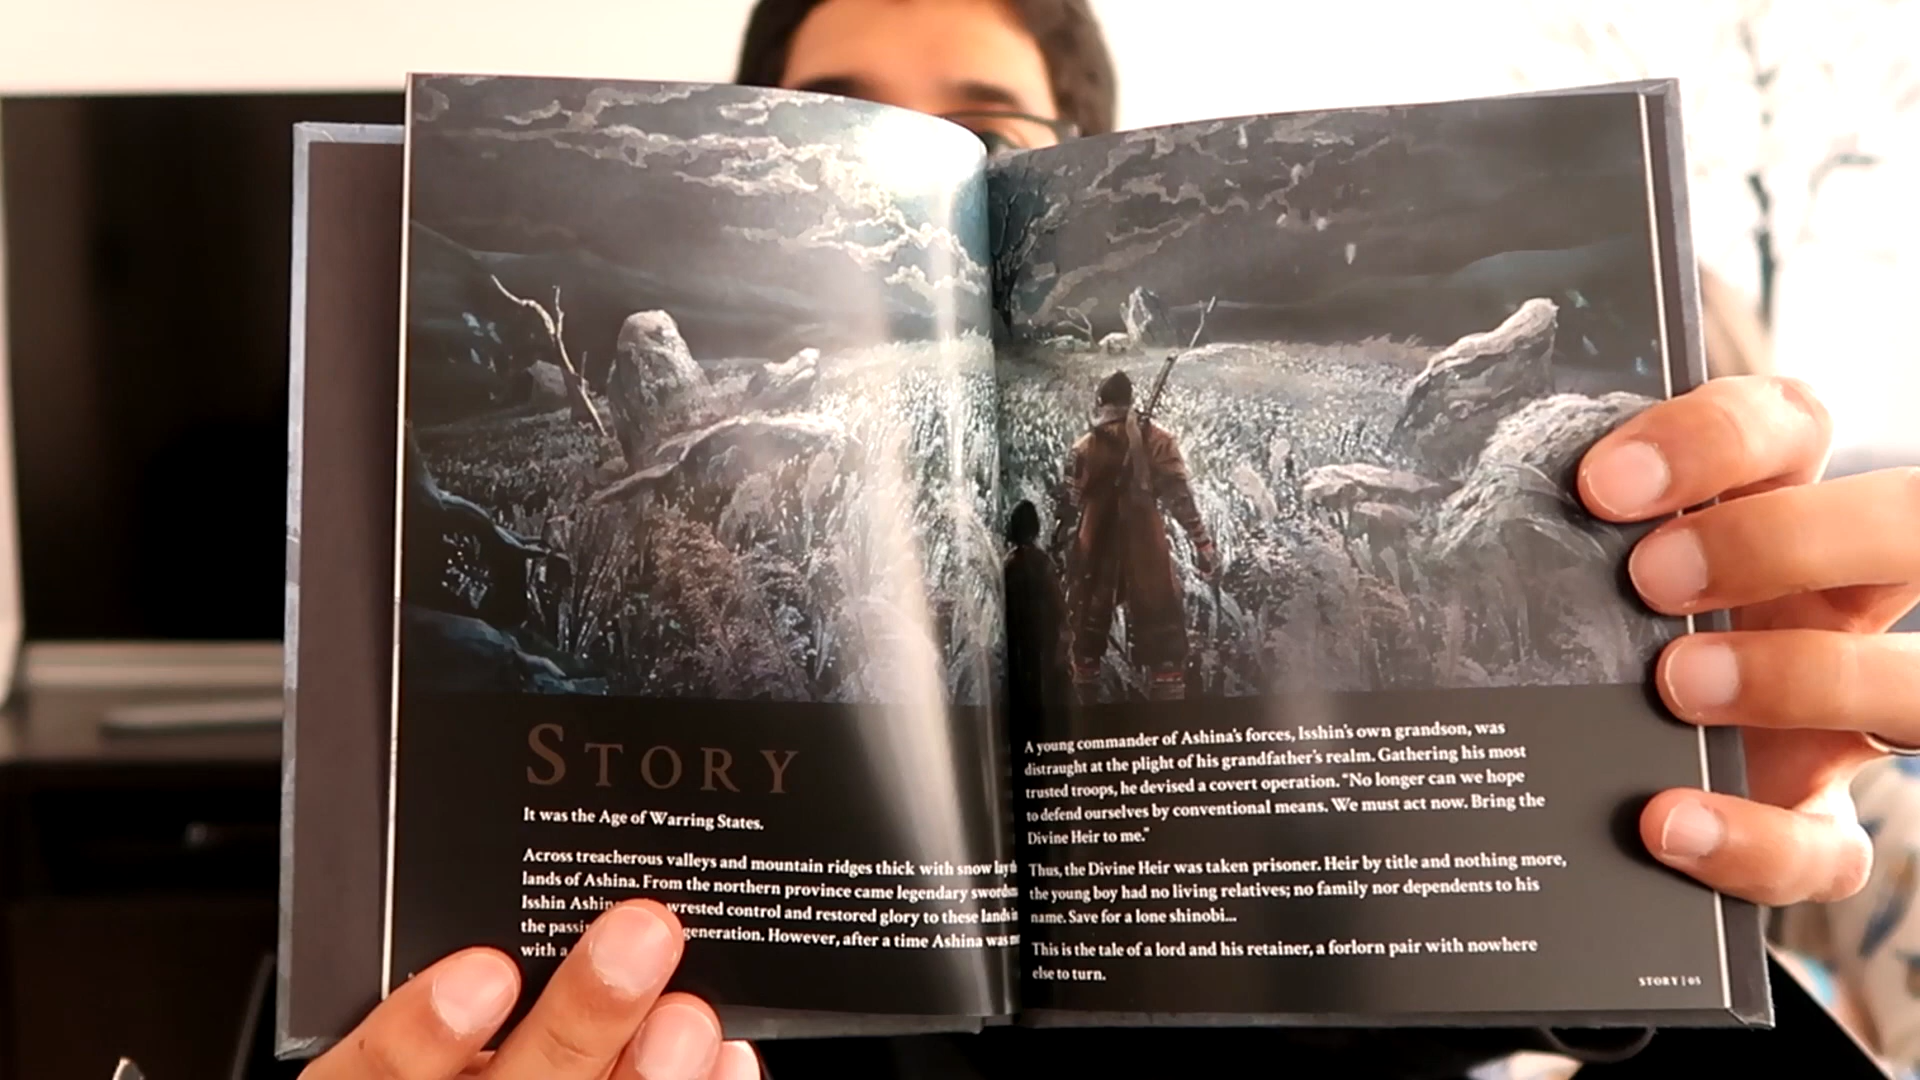 STORY
It was the Age of Warring States.
Across treacherous valleys and mountain ridges thick with snow lay
lands of Ashina. From the northern province came legendary
Isshin wrested control and restored glory to these lands
the generation. However, after a time Ashina was
with a
A young commander of Ashina's forces, Isshin's own grandson, was
distraught at the plight of his grandfather's realm. Gathering his most
trusted troops, he devised a covert operation. "No longer can we hope
to defend ourselves by conventional means. We must act now. Bring the
Divine Heir to me."
Thus, the Divine Heir was taken prisoner. Heir by title and nothing more,
the young boy had no living relatives; no family nor dependents to his
name. Save for a lone shinobi...
This is the tale of a lord and his retainer, a forlorn pair with nowhere
else to turn.
STORY | 05